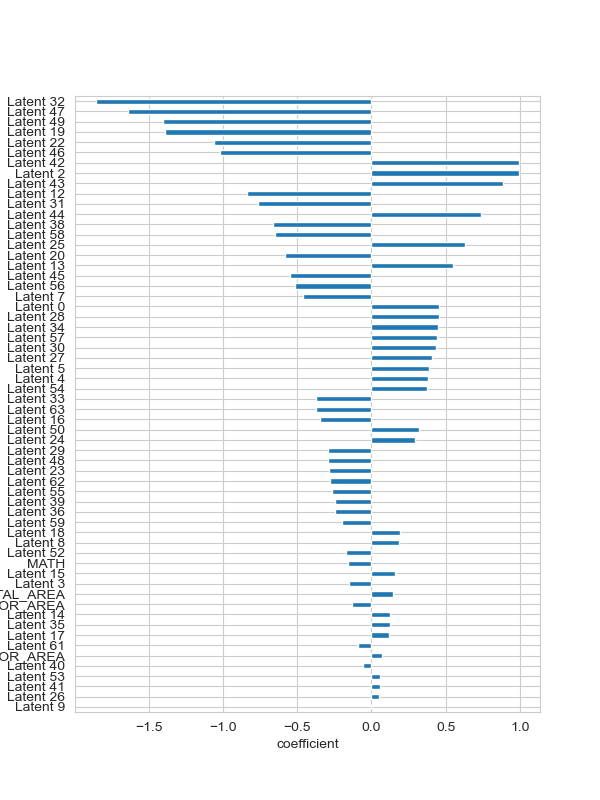 Latent 32
Latent 47
Latent 49
Latent 19
Latent 22
Latent 46
Latent 42
Latent 2
Latent 43
Latent 12
Latent 31
Latent 44
Latent 38
Latent 58
Latent 25
Latent 20
Latent 13
Latent 45
Latent 56
Latent 7
Latent 0
Latent 28
Latent 34
Latent 57
Latent 30
Latent 27
Latent 5
Latent 4
Latent 54
Latent 33
Latent 63
Latent 16
Latent 50
Latent 24
Latent 29
Latent 48
Latent 23
Latent 62
Latent 55
Latent 39
Latent 36
Latent 59
Latent 18
Latent 8
Latent 52
MATH
Latent 15
Latent 3
TAL_AREA
OR_AREA
Latent 14
Latent 35
Latent 17
Latent 61
OR_AREA
Latent 40
Latent 53
Latent 41
Latent 26
Latent 9
−1.5 −1.0 −0.5 0.0 0.5 1.0
coefficient